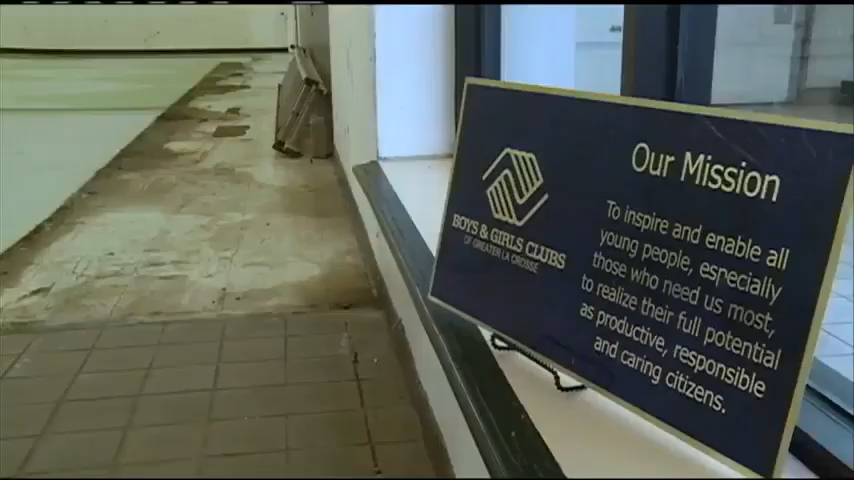 BOYS & GIRLS CLUBS
OF GREATER LA CROSSE
Our Mission
To inspire and enable all
young people, especially
those who need us most,
to realize their full potential
as productive, responsible
and caring citizens.